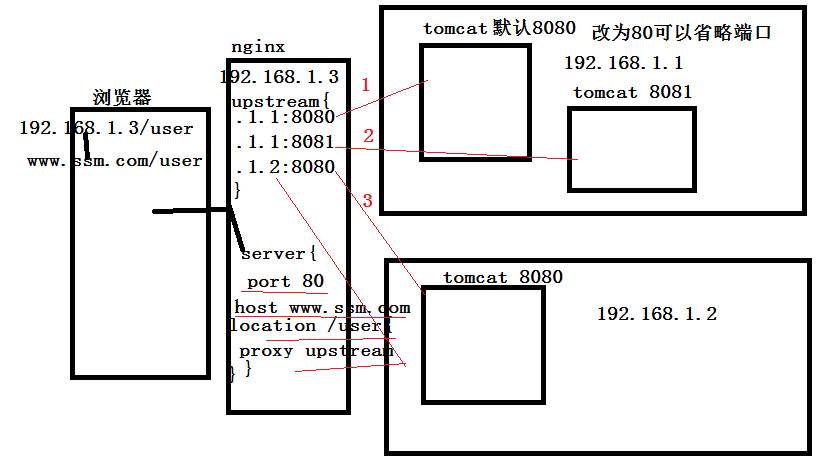 浏览器
192.168.1.3/user
www.ssm.com/user
nginx
192.168.1.3
upstream{
.1.1:8080
.1.1:8081
.1.2:8080
}
server{
port 80
host www.ssm.com
location /user{
proxy upstream
}
}
1
2
3
tomcat 默认8080
改为80可以省略端口
192.168.1.1
tomcat 8081
tomcat 8080
192.168.1.2